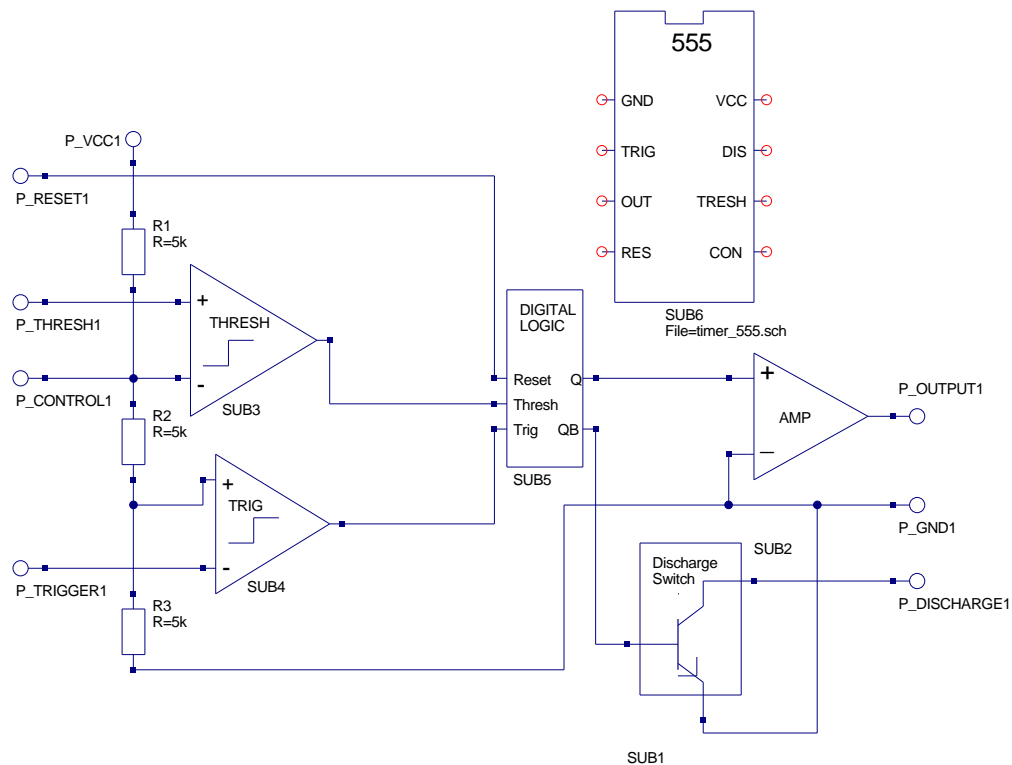 555
GND VCC
TRIG DIS
OUT TRESH
RES CON
SUB6
File=timer_555.sch
P_VCC1
P_RESET1
R1
R=5k
P_THRESH1
+
THRESH
-
SUB3
P_CONTROL1
R2
R=5k
+
TRIG
-
SUB4
P_TRIGGER1
R3
R=5k
DIGITAL
LOGIC
Reset Q
Thresh
Trig QB
SUB5
+
AMP
—
SUB2
P_OUTPUT1
P_GND1
Discharge
Switch
P_DISCHARGE1
SUB1